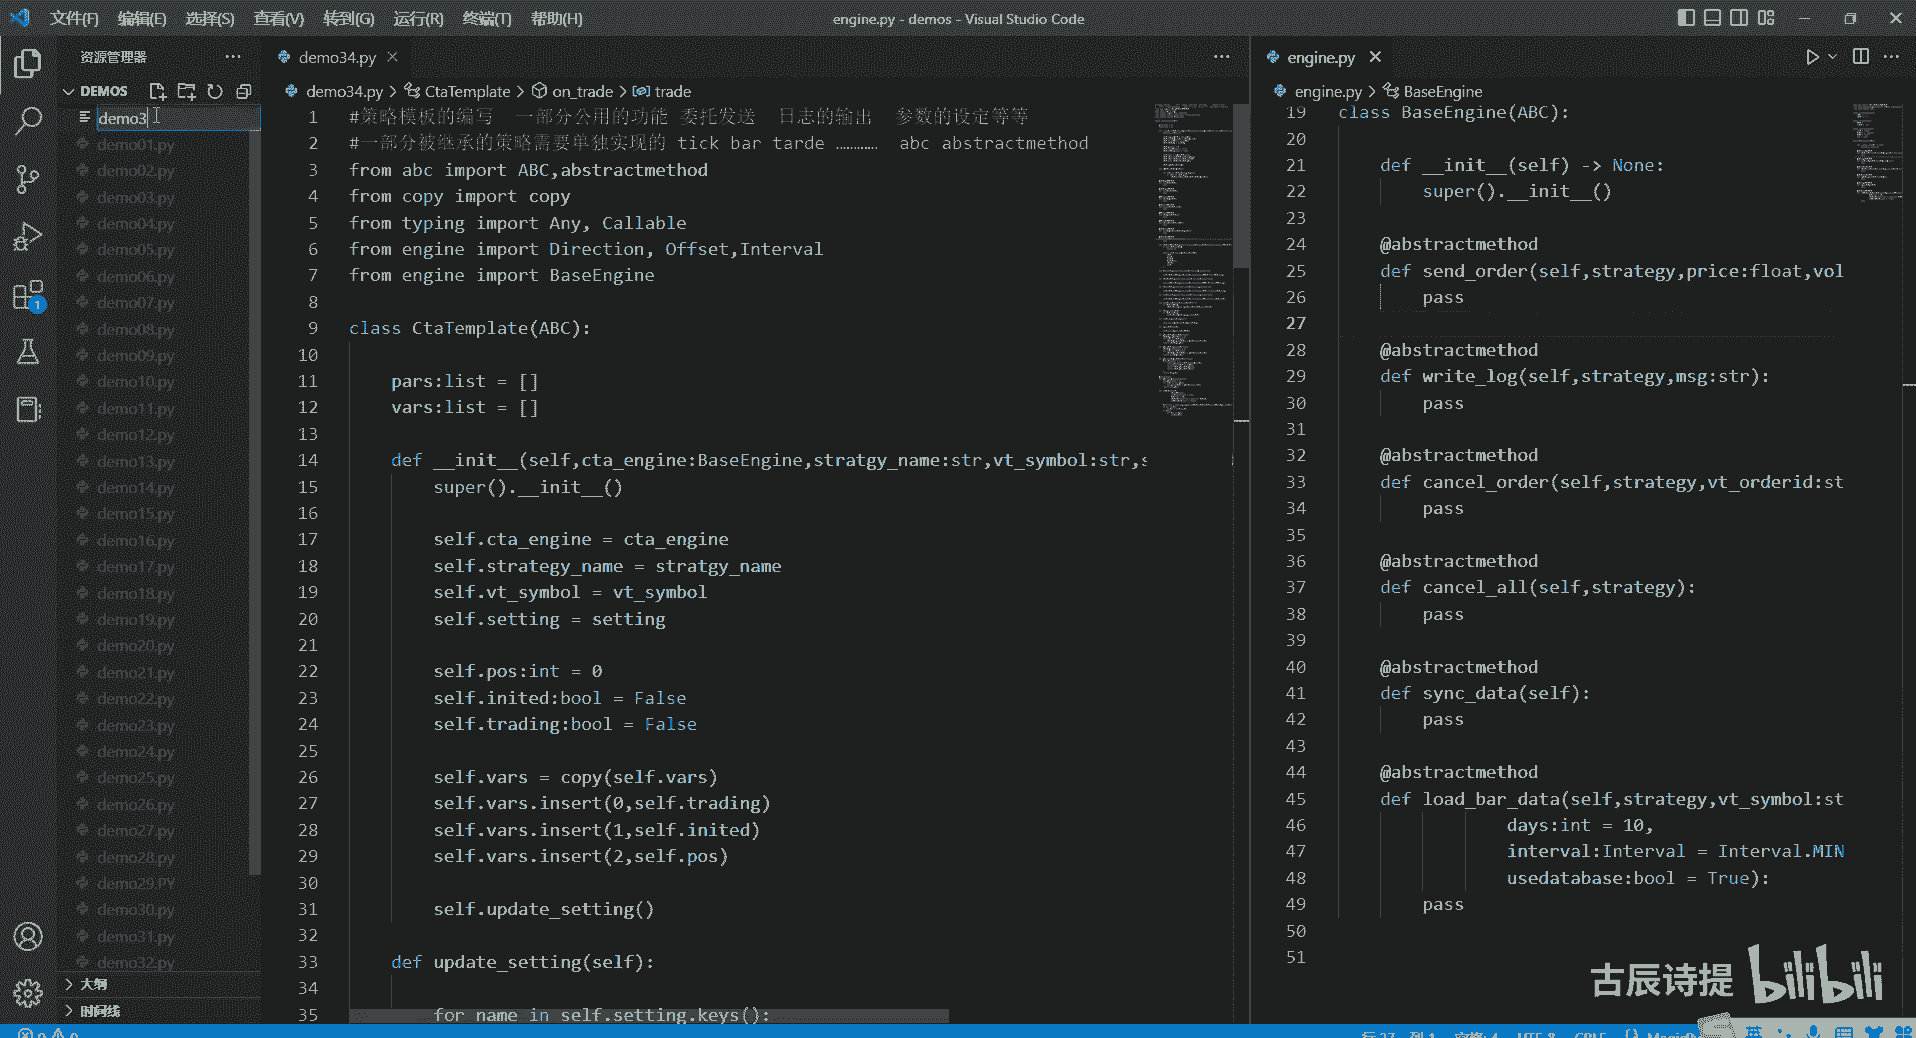 文件(F) 编辑(E) 选择(S) 查看(V) 转到(G) 运行(R) 终端(T) 帮助(H)
engine.py - demos - Visual Studio Code
资源管理器
DEMOS
demo3
demo01.py
demo02.py
demo03.py
demo04.py
demo05.py
demo06.py
demo07.py
demo08.py
demo09.py
demo10.py
demo11.py
demo12.py
demo13.py
demo14.py
demo15.py
demo16.py
demo17.py
demo18.py
demo19.py
demo20.py
demo21.py
demo22.py
demo23.py
demo24.py
demo25.py
demo26.py
demo27.py
demo28.py
demo29.PY
demo30.py
demo31.py
demo32.py
大纲
时间线
1
demo34.py
demo34.py > CtaTemplate > on_trade > trade
1 #策略模板的编写 一部分公用的功能 委托发送 日志的输出 参数的设定等等
2 #一部分被继承的策略需要单独实现的 tick bar tarde ………… abc abstractmethod
3 from abc import ABC,abstractmethod
4 from copy import copy
5 from typing import Any, Callable
6 from engine import Direction, Offset,Interval
7 from engine import BaseEngine
8
9 class CtaTemplate(ABC):
10
11 pars:list = []
12 vars:list = []
13
14 def __init__(self,cta_engine:BaseEngine,stratgy_name:str,vt_symbol:str,s
15 super().__init__()
16
17 self.cta_engine = cta_engine
18 self.strategy_name = stratgy_name
19 self.vt_symbol = vt_symbol
20 self.setting = setting
21
22 self.pos:int = 0
23 self.inited:bool = False
24 self.trading:bool = False
25
26 self.vars = copy(self.vars)
27 self.vars.insert(0,self.trading)
28 self.vars.insert(1,self.inited)
29 self.vars.insert(2,self.pos)
30
31 self.update_setting()
32
33 def update_setting(self):
34
35 for name in self.setting.keys():
engine.py
engine.py > BaseEngine
19 class BaseEngine(ABC):
20
21 def __init__(self) -> None:
22 super().__init__()
23
24 @abstractmethod
25 def send_order(self,strategy,price:float,vol
26 pass
27
28 @abstractmethod
29 def write_log(self,strategy,msg:str):
30 pass
31
32 @abstractmethod
33 def cancel_order(self,strategy,vt_orderid:st
34 pass
35
36 @abstractmethod
37 def cancel_all(self,strategy):
38 pass
39
40 @abstractmethod
41 def sync_data(self):
42 pass
43
44 @abstractmethod
45 def load_bar_data(self,strategy,vt_symbol:st
46 days:int = 10,
47 interval:Interval = Interval.MIN
48 usedatabase:bool = True):
49 pass
50
51
古辰诗提 bilibili
行 27, 列 1 空格: 4 UTF-8 CRLF
英